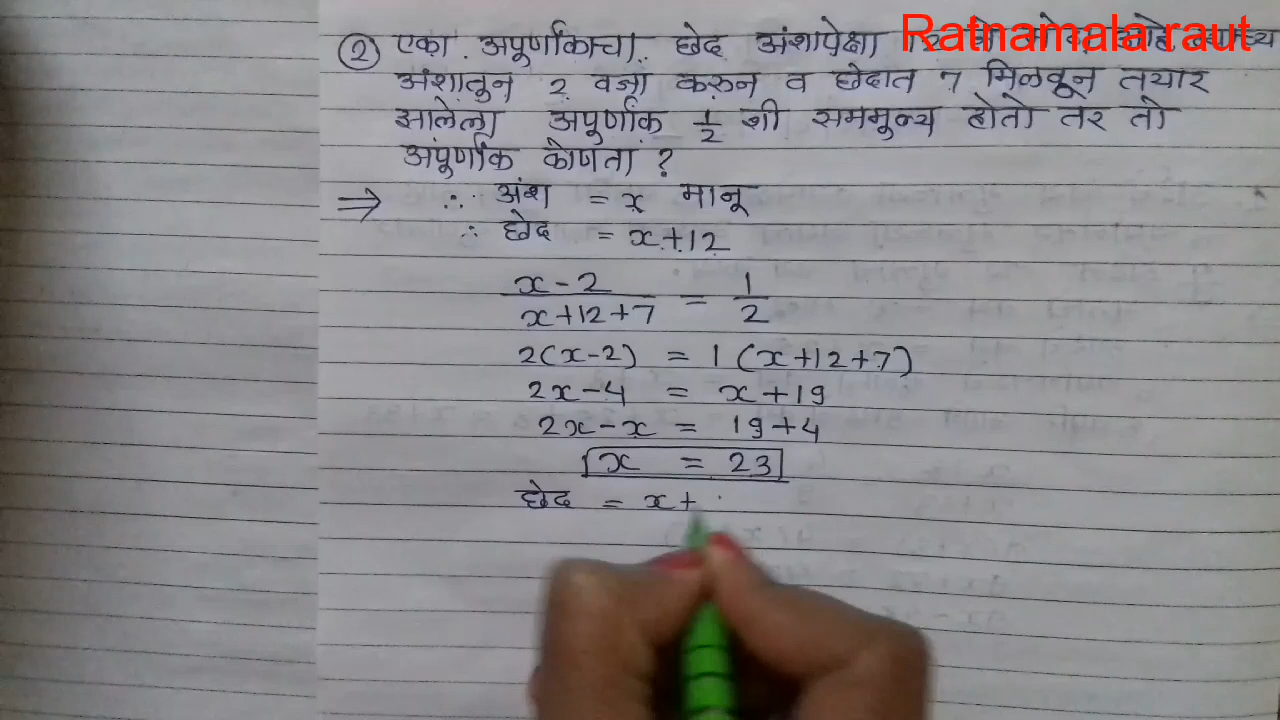 Ratnamala raut
② एका अपूर्णांकाचा छेद अंशापेक्षा
अंशातुन 2 वजा करुन व छेदात 7 मिळवून तयार
झालेला अपूर्णांक 1/2 शी सममूल्य होतो तर तो
अपूर्णांक कोणता ?
⇒ ∴ अंश = x मानू
∴ छेद = x+12
x-2 / x+12+7 = 1/2
2(x-2) = 1 (x+12+7)
2x-4 = x+19
2x-x = 19+4
x = 23
छेद = x+